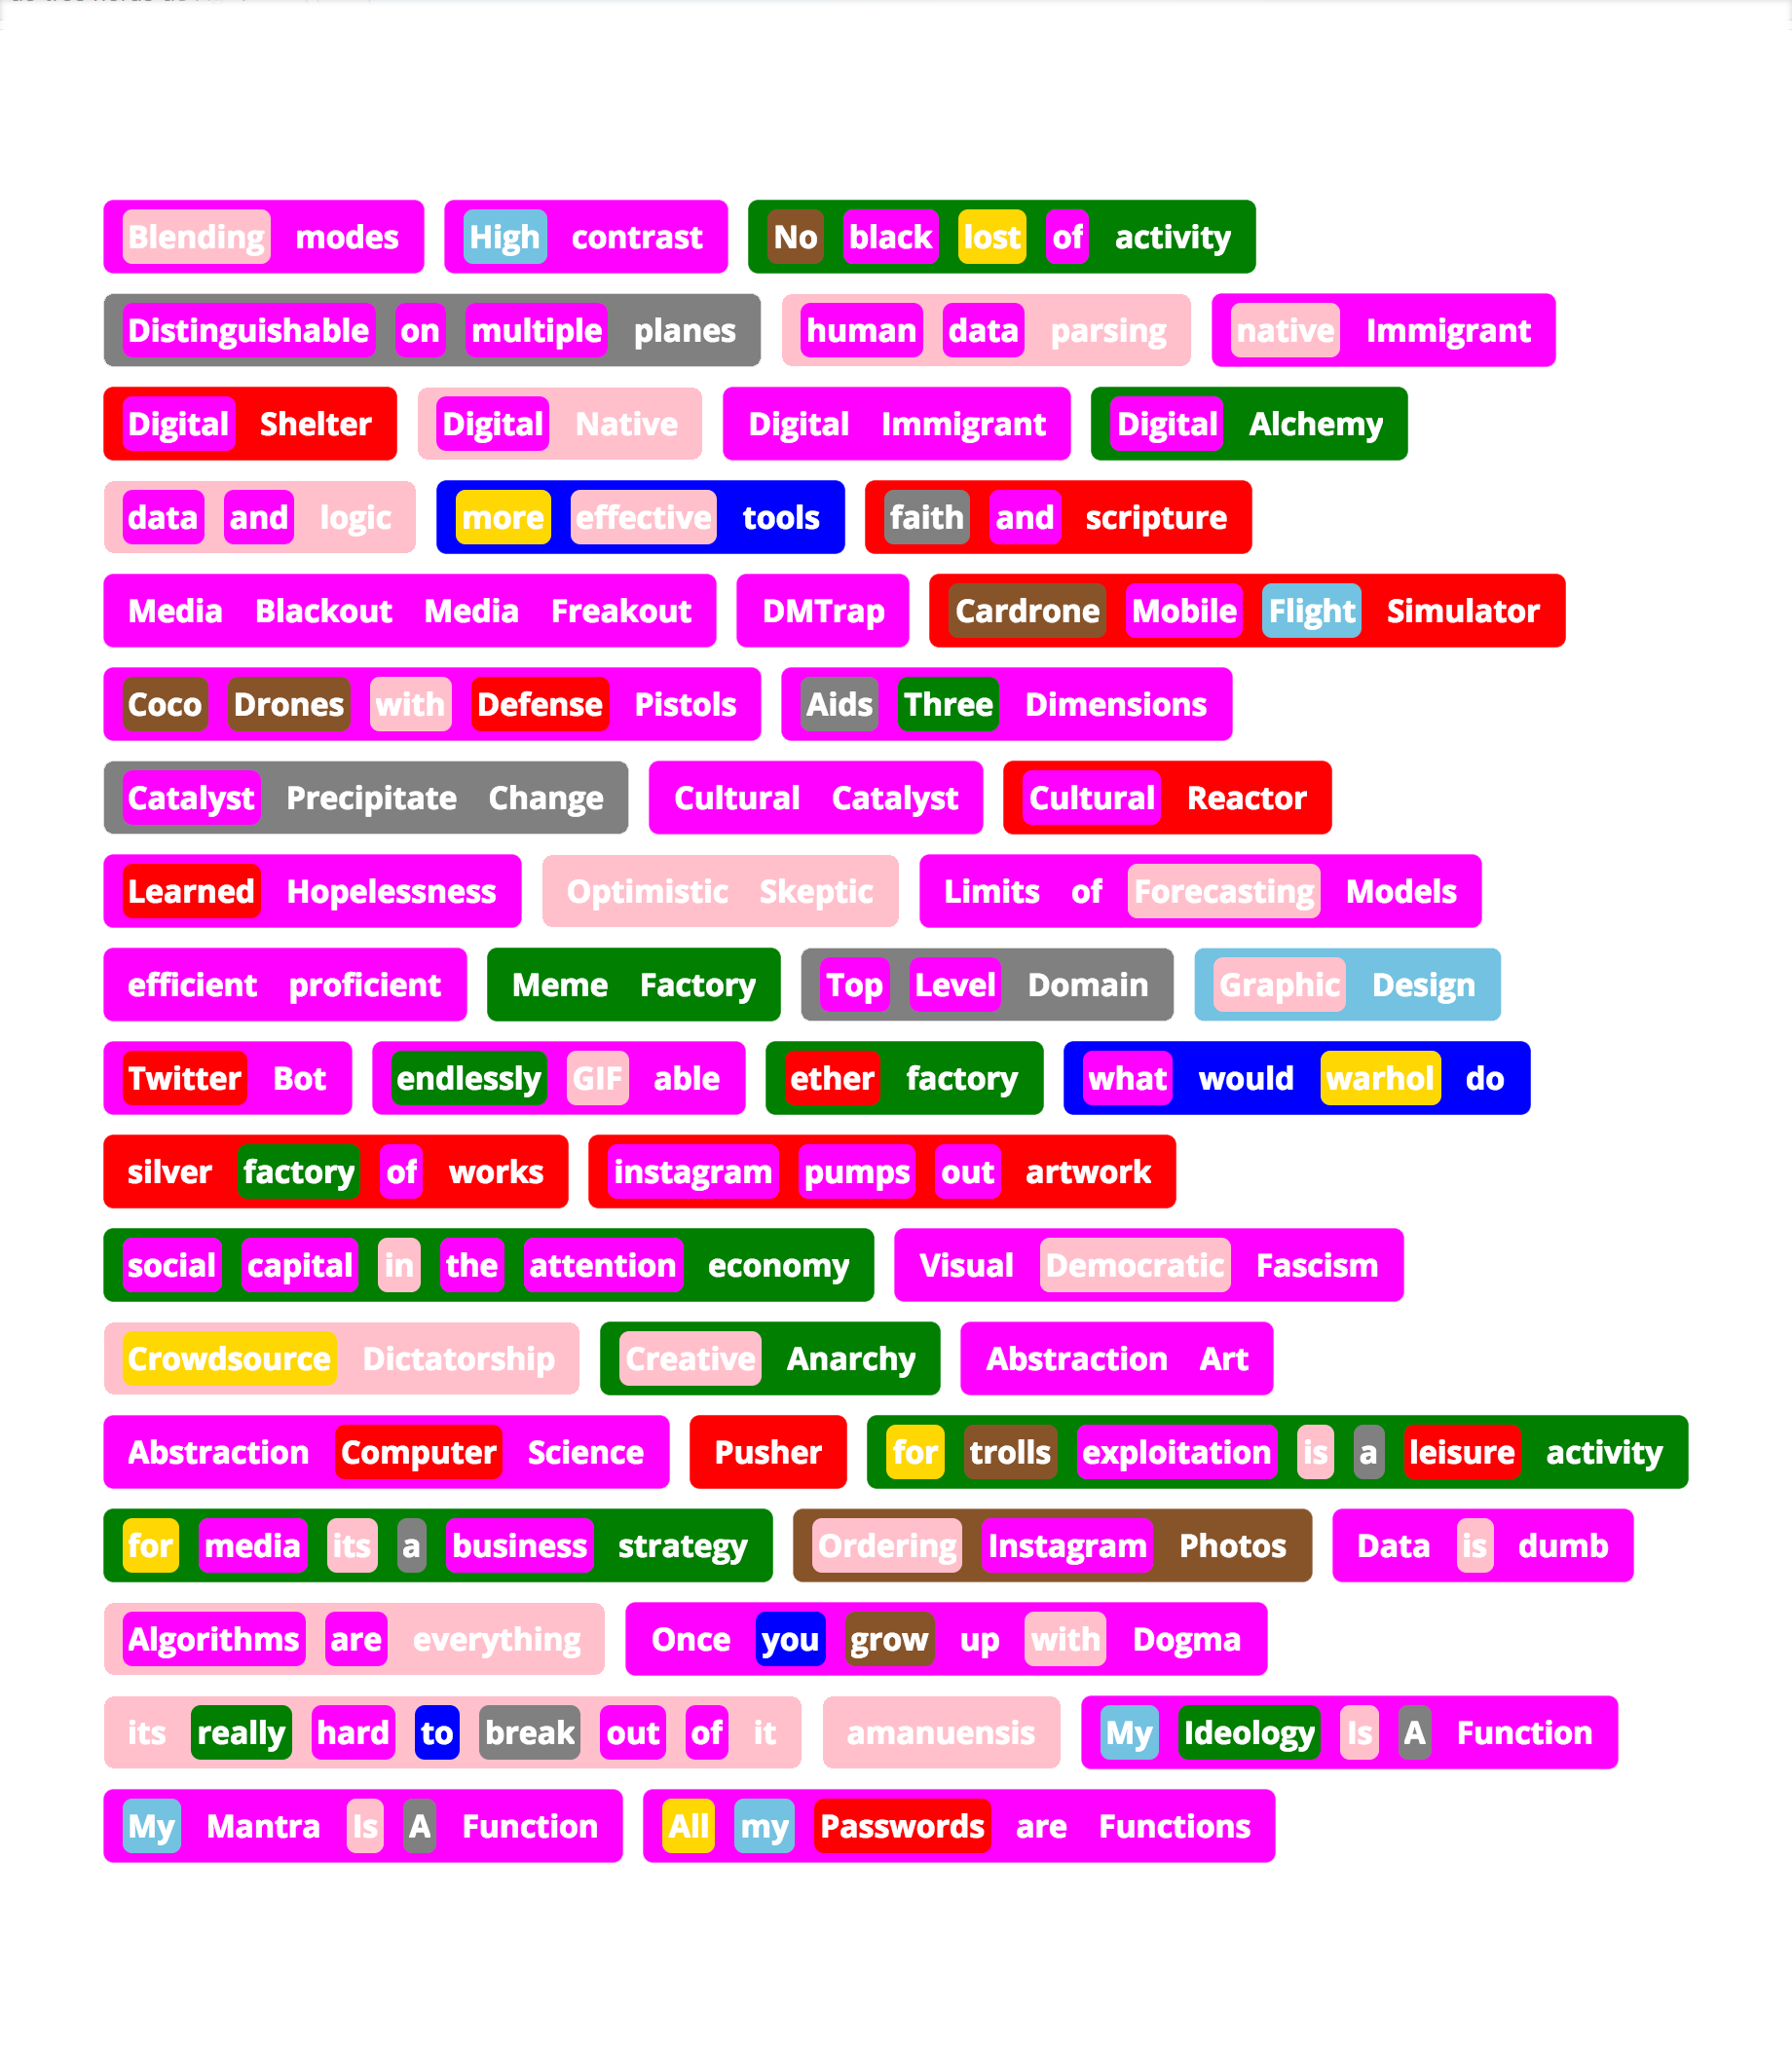 Blending modes High contrast No black lost of activity
Distinguishable on multiple planes human data parsing native Immigrant
Digital Shelter Digital Native Digital Immigrant Digital Alchemy
data and logic more effective tools faith and scripture
Media Blackout Media Freakout DMTrap Cardrone Mobile Flight Simulator
Coco Drones with Defense Pistols Aids Three Dimensions
Catalyst Precipitate Change Cultural Catalyst Cultural Reactor
Learned Hopelessness Optimistic Skeptic Limits of Forecasting Models
efficient proficient Meme Factory Top Level Domain Graphic Design
Twitter Bot endlessly GIF able ether factory what would warhol do
silver factory of works instagram pumps out artwork
social capital in the attention economy Visual Democratic Fascism
Crowdsource Dictatorship Creative Anarchy Abstraction Art
Abstraction Computer Science Pusher for trolls exploitation is a leisure activity
for media its a business strategy Ordering Instagram Photos Data is dumb
Algorithms are everything Once you grow up with Dogma
its really hard to break out of it amanuensis My Ideology Is A Function
My Mantra Is A Function All my Passwords are Functions